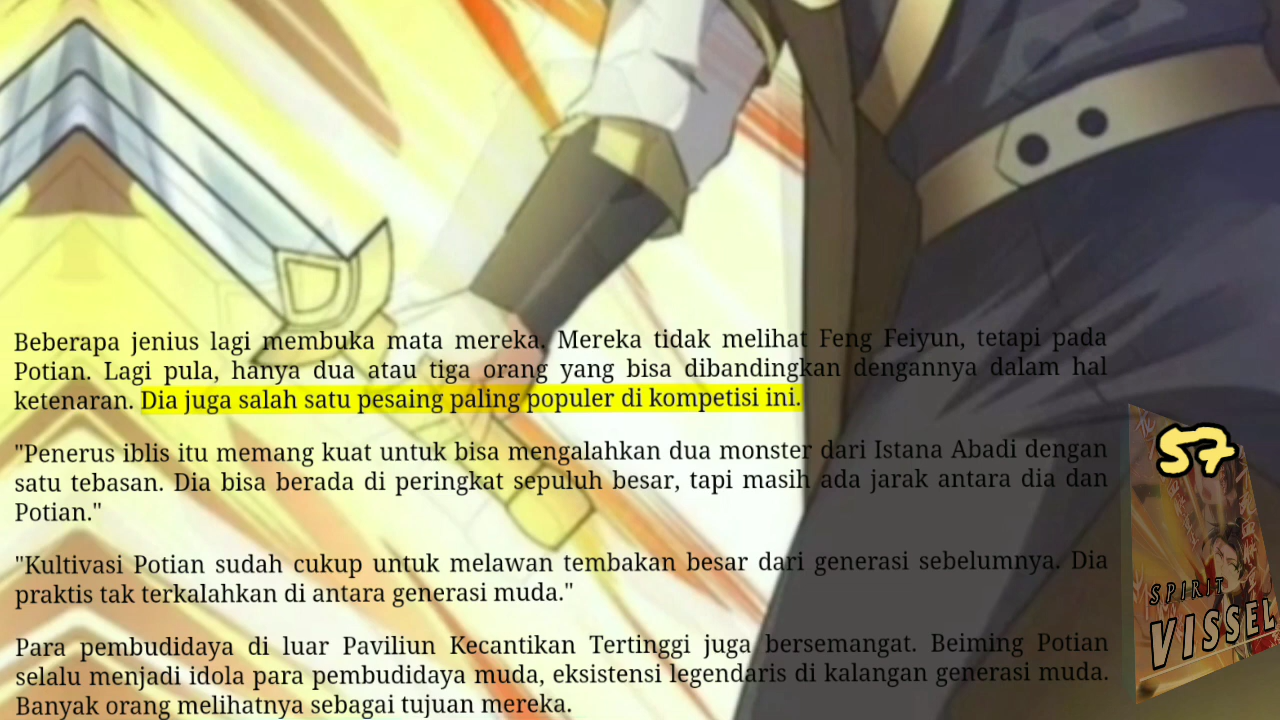 Beberapa jenius lagi membuka mata mereka. Mereka tidak melihat Feng Feiyun, tetapi pada
Potian. Lagi pula, hanya dua atau tiga orang yang bisa dibandingkan dengannya dalam hal
ketenaran. Dia juga salah satu pesaing paling populer di kompetisi ini.
"Penerus iblis itu memang kuat untuk bisa mengalahkan dua monster dari Istana Abadi dengan
satu tebasan. Dia bisa berada di peringkat sepuluh besar, tapi masih ada jarak antara dia dan
Potian."
"Kultivasi Potian sudah cukup untuk melawan tembakan besar dari generasi sebelumnya. Dia
praktis tak terkalahkan di antara generasi muda."
Para pembudidaya di luar Paviliun Kecantikan Tertinggi juga bersemangat. Beiming Potian
selalu menjadi idola para pembudidaya muda, eksistensi legendaris di kalangan generasi muda.
Banyak orang melihatnya sebagai tujuan mereka.
57
SPIRIT
VISSEL